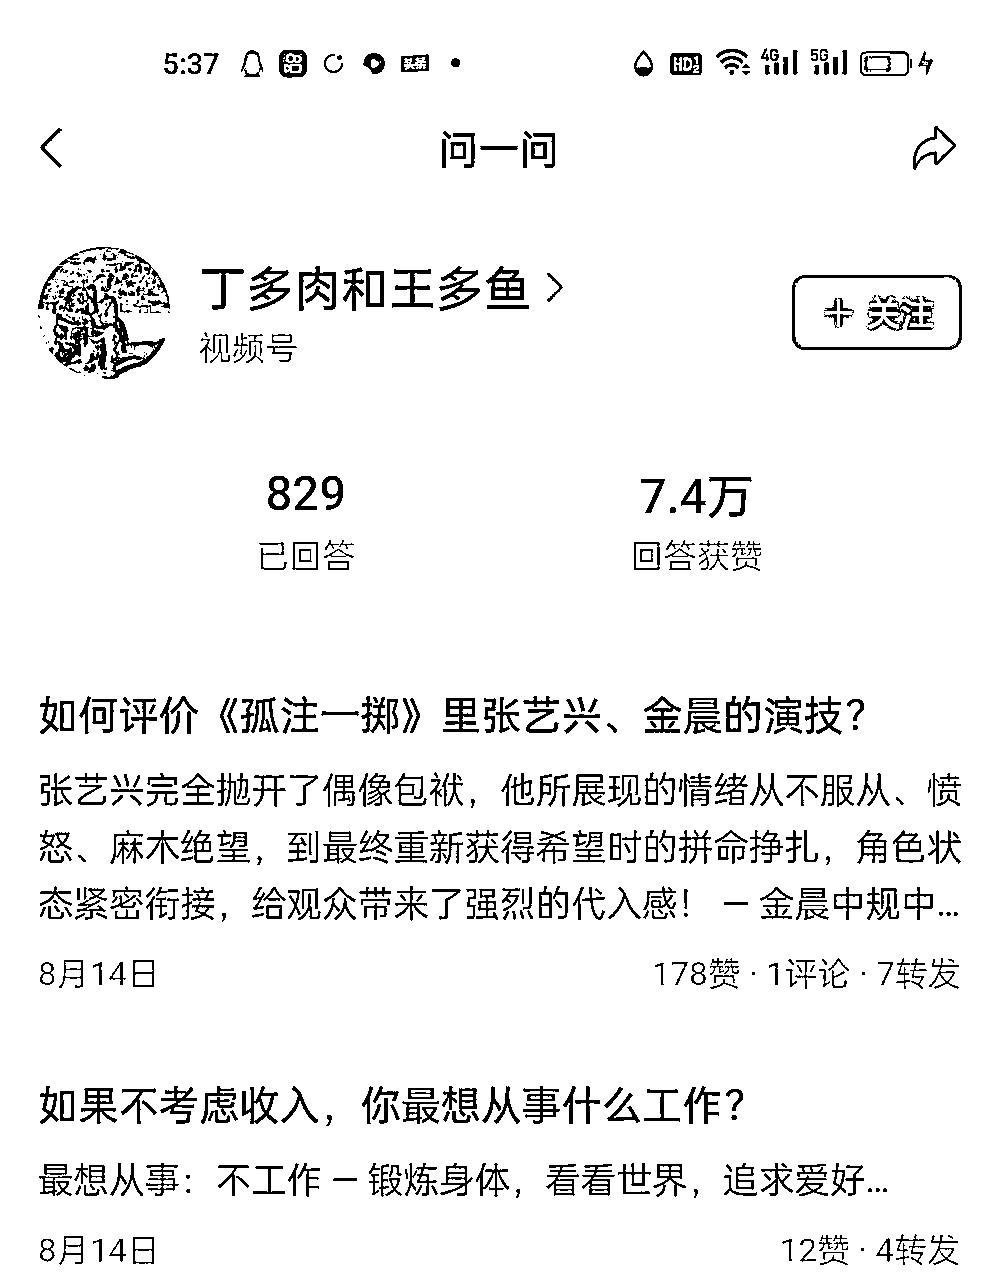 5:37
HD 1 2 4G 5G
问一问
丁多肉和王多鱼
视频号
+ 关注
829
7.4万
已回答
回答获赞
如何评价《孤注一掷》里张艺兴、金晨的演技？
张艺兴完全抛开了偶像包袱，他所展现的情绪从不服从、愤
怒、麻木绝望，到最终重新获得希望时的拼命挣扎，角色状
态紧密衔接，给观众带来了强烈的代入感！ — 金晨中规中...
8月14日
178赞 · 1评论 · 7转发
如果不考虑收入，你最想从事什么工作？
最想从事：不工作 — 锻炼身体，看看世界，追求爱好...
8月14日
12赞 · 4转发